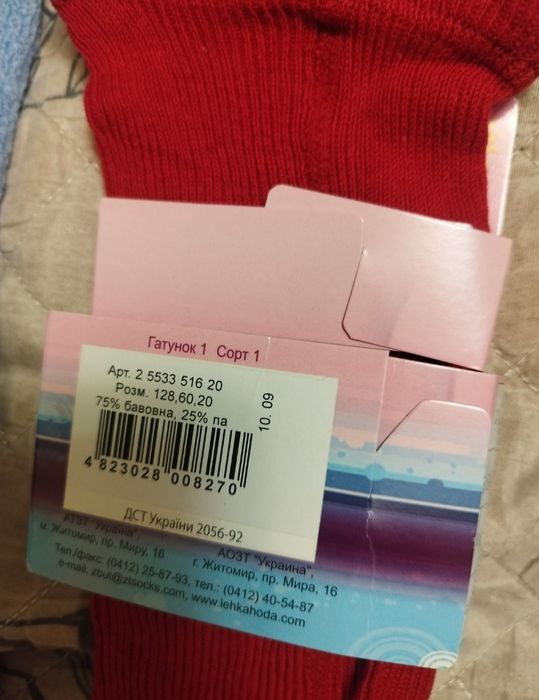 Гатунок 1 Сорт 1
Арт. 2 5533 516 20
Розм. 128,60,20
75% бавовна, 25% па
10. 09
4 823028 008270
ДСТ України 2056-92
АТЗТ "Україна",
м. Житомир, пр. Миру, 16
АОЗТ "Украина",
г. Житомир, пр. Мира, 16
Тел./факс: (0412) 25-87-93, тел.: (0412) 40-54-87
e-mail: zbut@ztsocks.com, www.lehkahoda.com